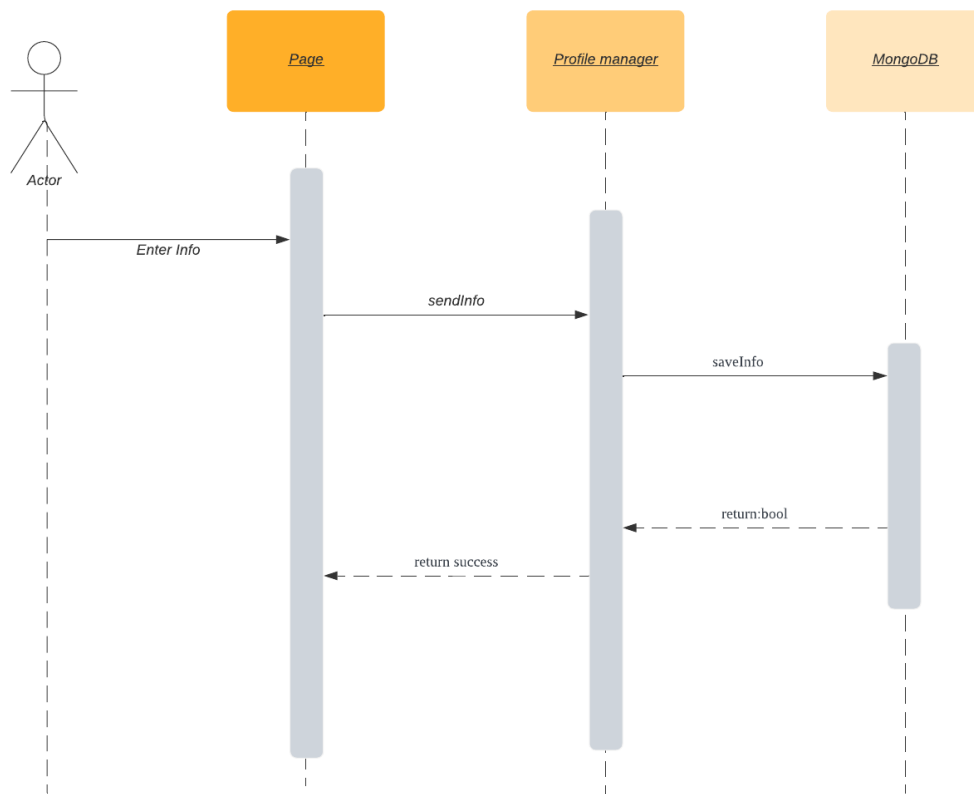 Page
Profile manager
MongoDB
Actor
Enter Info
sendInfo
saveInfo
return:bool
return success